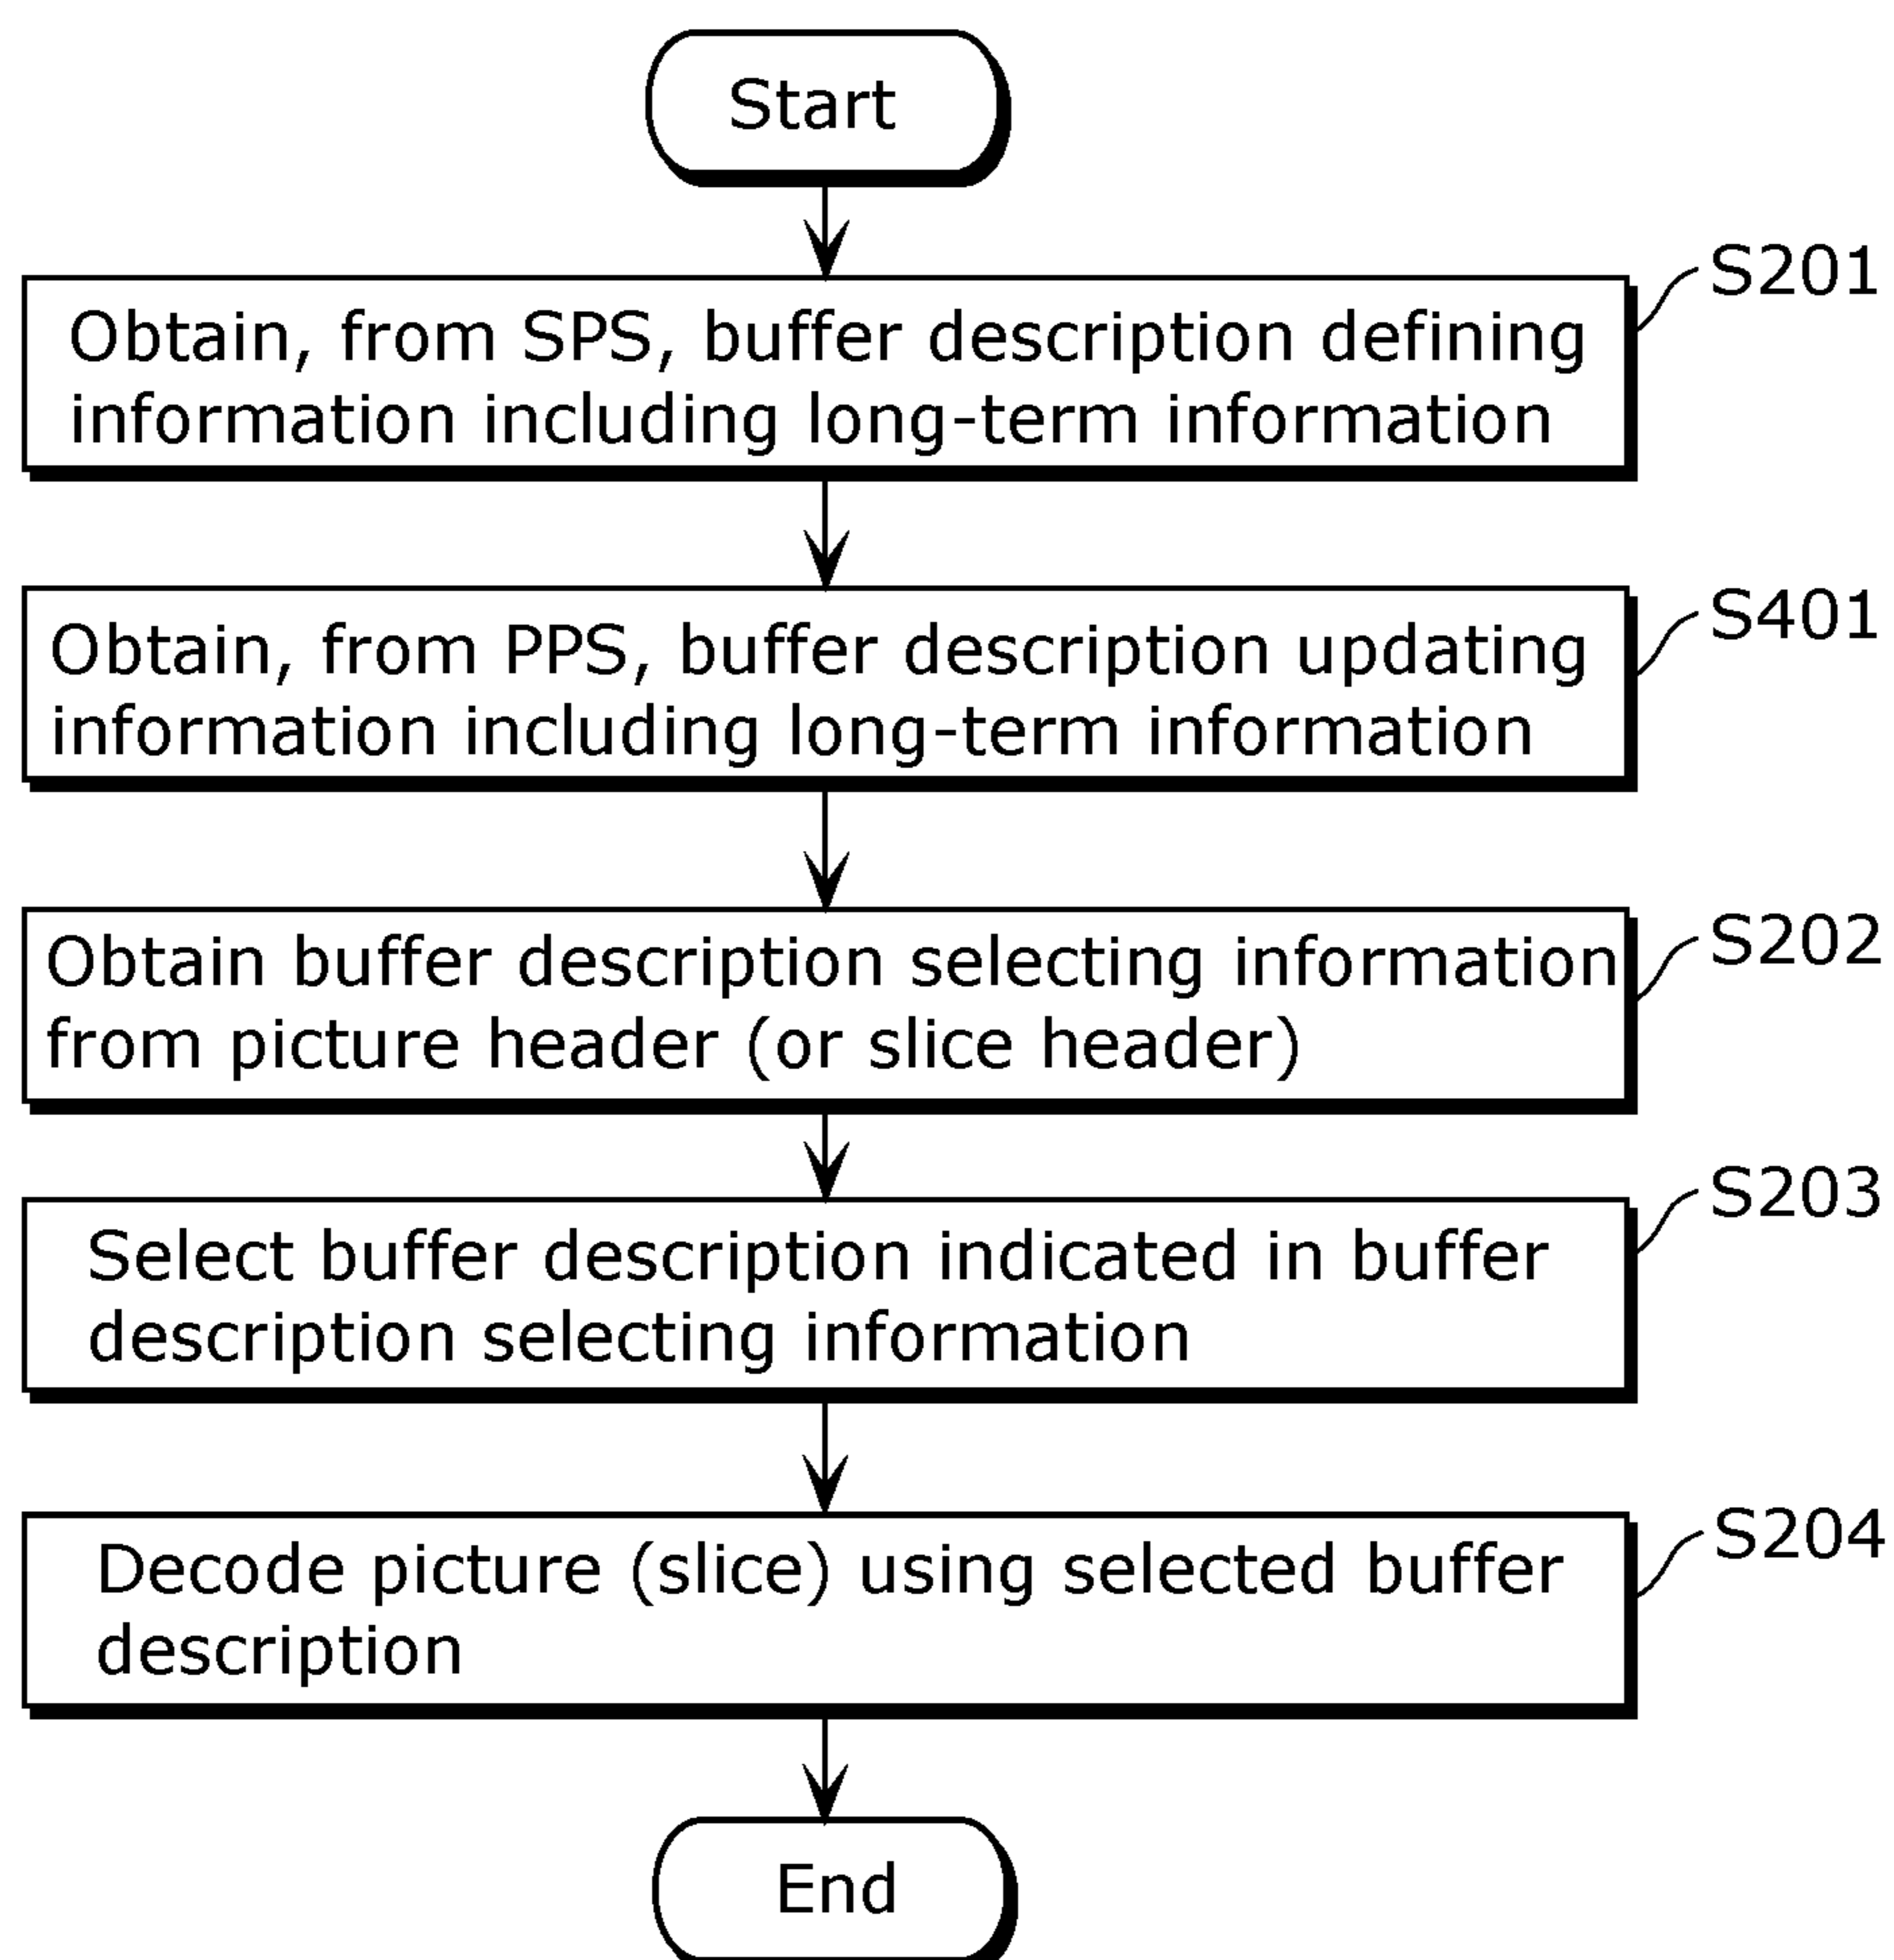 Start
S201
Obtain, from SPS, buffer description defining
information including long-term information
S401
Obtain, from PPS, buffer description updating
information including long-term information
S202
Obtain buffer description selecting information
from picture header (or slice header)
S203
Select buffer description indicated in buffer
description selecting information
S204
Decode picture (slice) using selected buffer
description
End